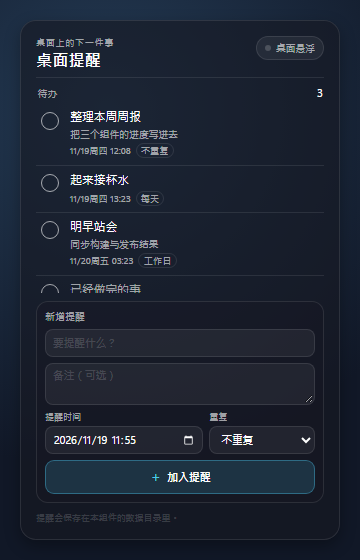 桌面上的下一件事
桌面提醒
桌面悬浮
待办
3
整理本周周报
把三个组件的进度写进去
11/19周四 12:08 不重复
起来接杯水
11/19周四 13:23 每天
明早站会
同步构建与发布结果
11/20周五 03:23 工作日
已经做完的事
新增提醒
要提醒什么？
备注（可选）
提醒时间
重复
2026/11/19 11:55
不重复
+ 加入提醒
提醒会保存在本组件的数据目录里。